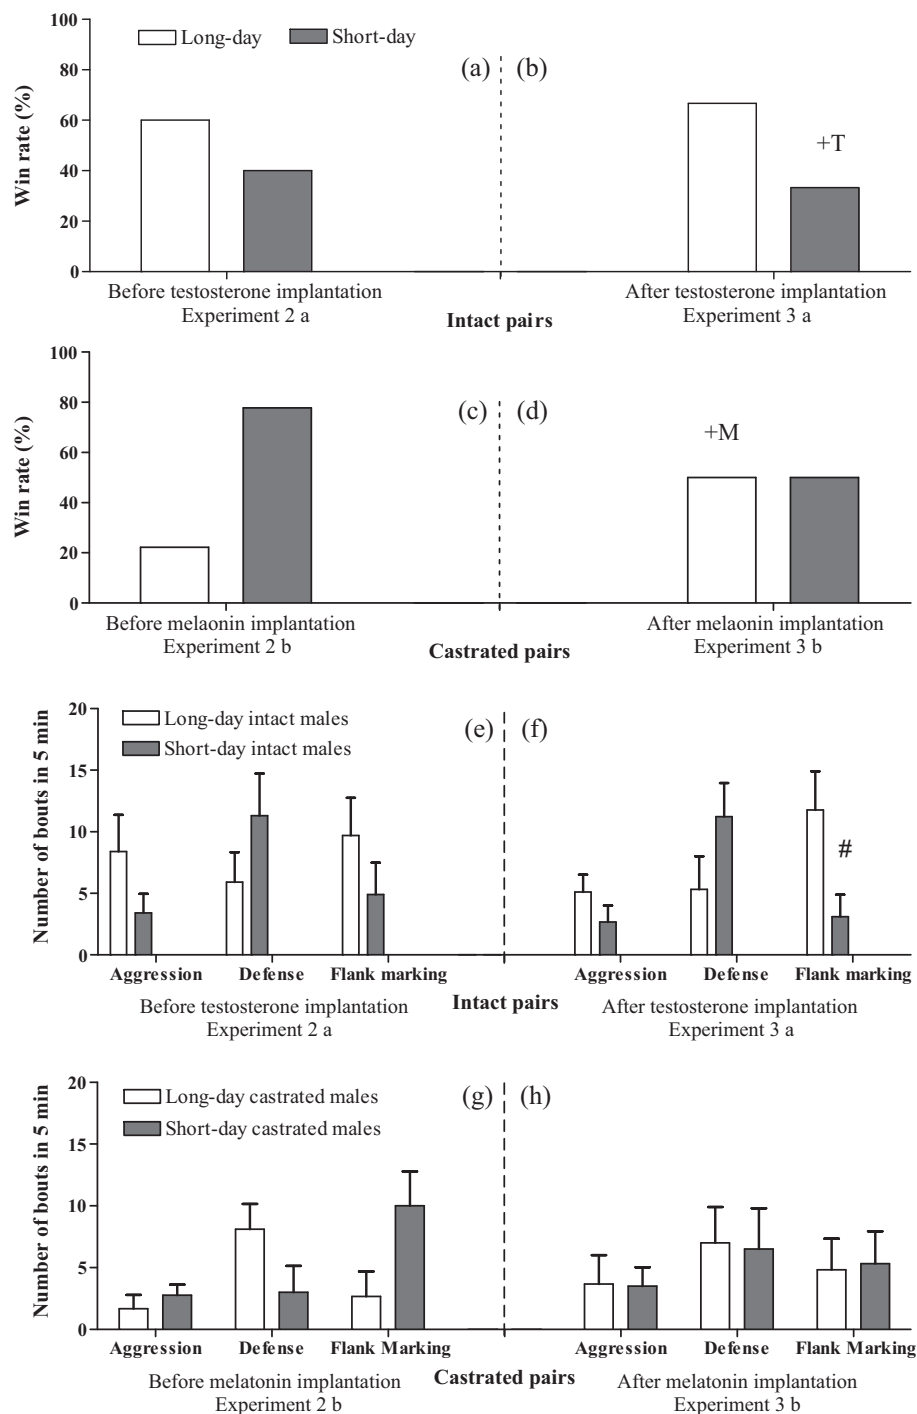 100
Long-day Short-day
80
(a) (b)
60
+T
40
20
0
Win rate (%)
Before testosterone implantation After testosterone implantation
Experiment 2 a Experiment 3 a
Intact pairs
100
80
(c) (d)
60
+M
40
20
0
Win rate (%)
Before melaonin implantation After melaonin implantation
Experiment 2 b Experiment 3 b
Castrated pairs
20
Long-day intact males
(e) (f)
Short-day intact males
15
10
#
5
0
Number of bouts in 5 min
Aggression Defense Flank marking Aggression Defense Flank marking
Intact pairs
Before testosterone implantation After testosterone implantation
Experiment 2 a Experiment 3 a
20
Long-day castrated males
(g) (h)
Short-day castrated males
15
10
5
0
Number of bouts in 5 min
Aggression Defense Flank Marking Aggression Defense Flank Marking
Castrated pairs
Before melatonin implantation After melatonin implantation
Experiment 2 b Experiment 3 b